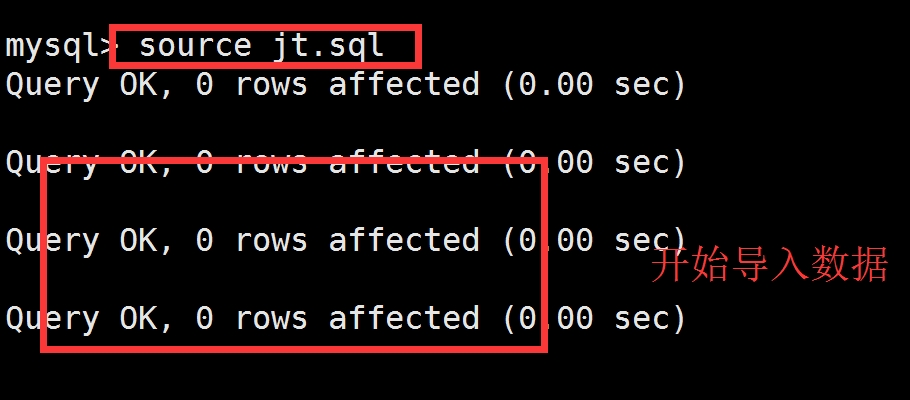 mysql> source jt.sql
Query OK, 0 rows affected (0.00 sec)
Query OK, 0 rows affected (0.00 sec)
Query OK, 0 rows affected (0.00 sec)
开始导入数据
Query OK, 0 rows affected (0.00 sec)